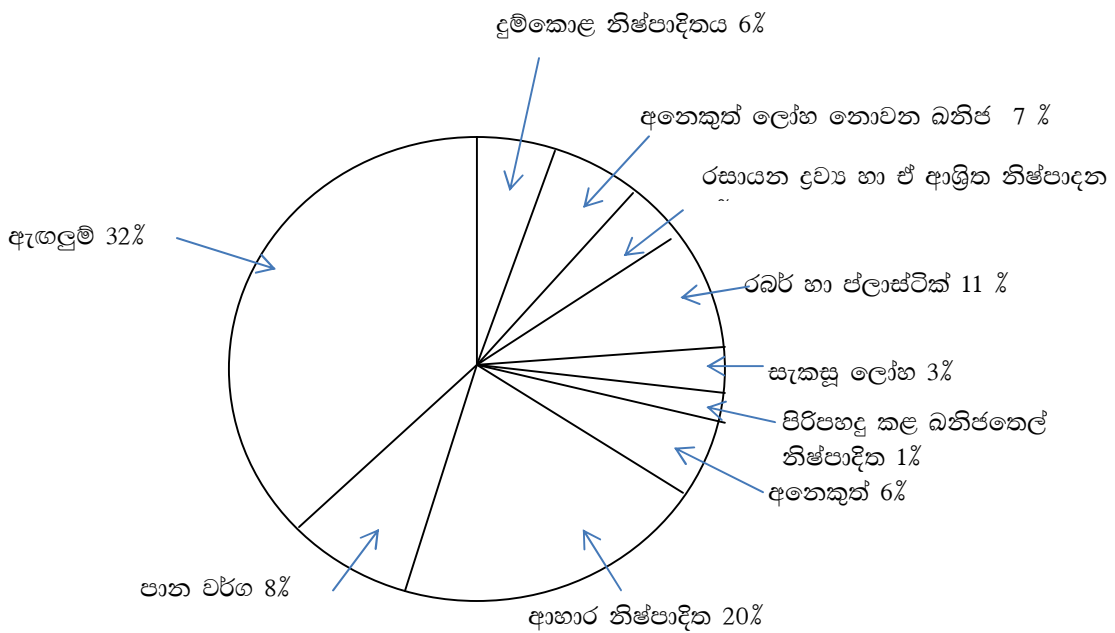 දුම්කොළ නිෂ්පාදිතය 6%
අනෙකුත් ලෝහ නොවන ඛනිජ 7 %
රසායන ද්‍රව්‍ය හා ඒ ආශ්‍රිත නිෂ්පාදන
ඇඟලුම් 32%
රබර් හා ප්ලාස්ටික් 11 %
සැකසූ ලෝහ 3%
පිරිපහදු කළ ඛනිජතෙල්
නිෂ්පාදිත 1%
අනෙකුත් 6%
පාන වර්ග 8%
ආහාර නිෂ්පාදිත 20%